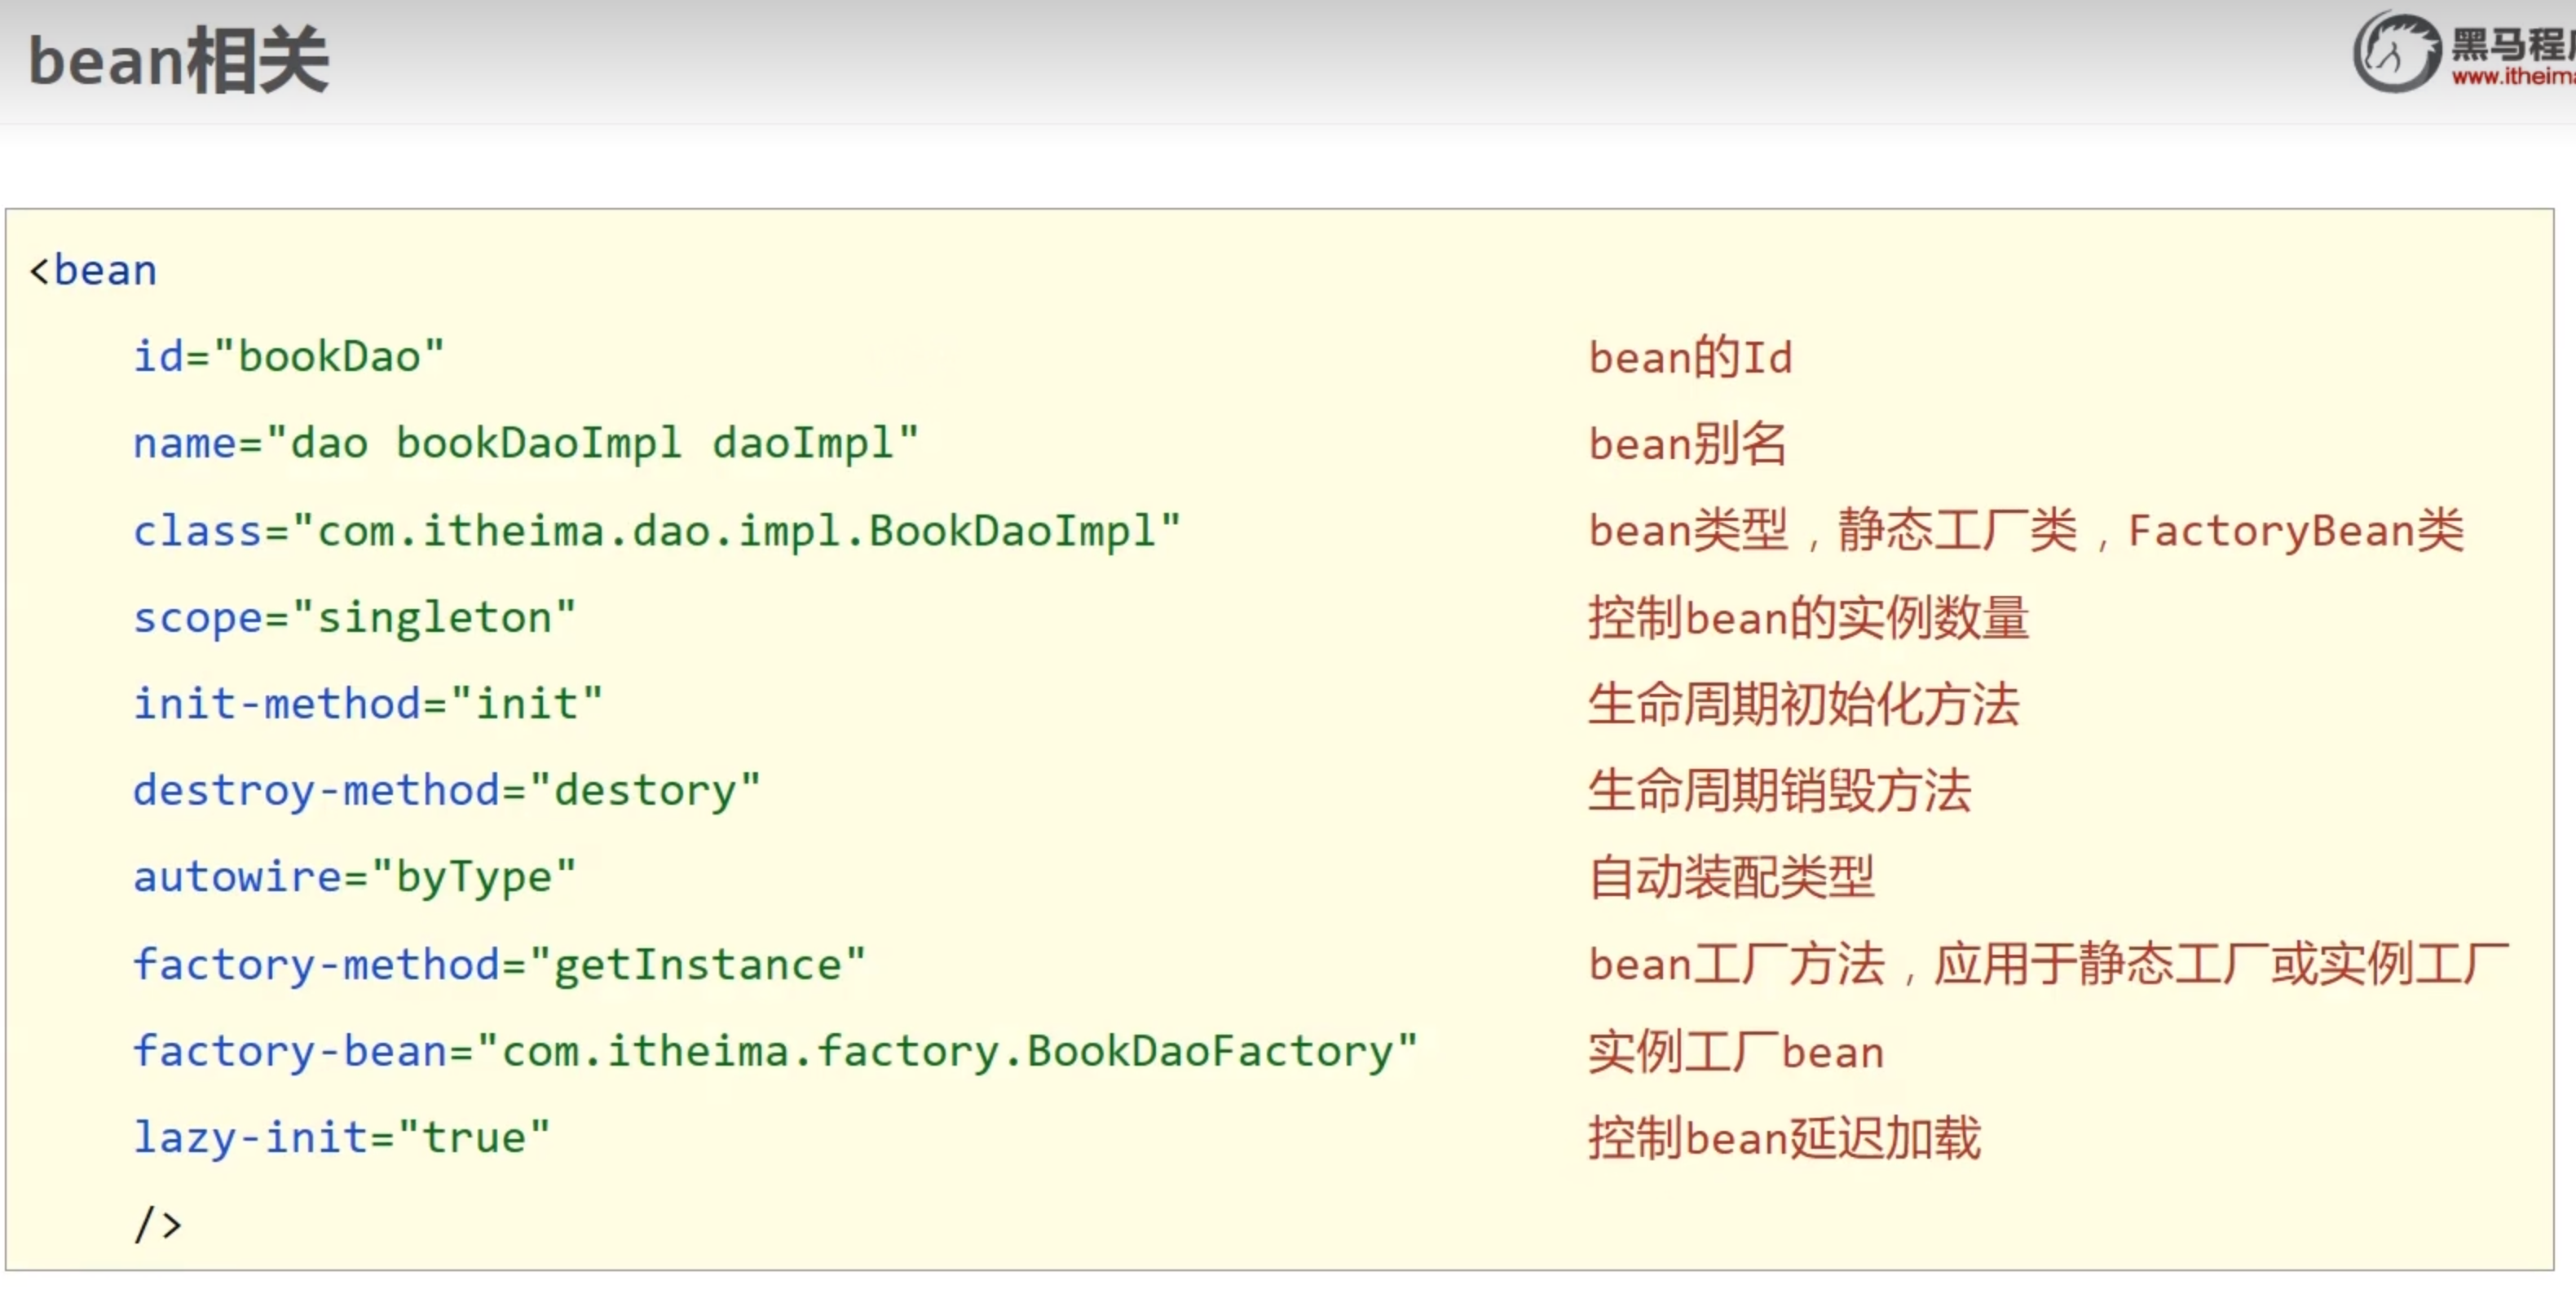 bean相关
黑马程序
www.itheima
<bean
id="bookDao" bean的Id
name="dao bookDaoImpl daoImpl" bean别名
class="com.itheima.dao.impl.BookDaoImpl" bean类型，静态工厂类，FactoryBean类
scope="singleton" 控制bean的实例数量
init-method="init" 生命周期初始化方法
destroy-method="destory" 生命周期销毁方法
autowire="byType" 自动装配类型
factory-method="getInstance" bean工厂方法，应用于静态工厂或实例工厂
factory-bean="com.itheima.factory.BookDaoFactory" 实例工厂bean
lazy-init="true" 控制bean延迟加载
/>